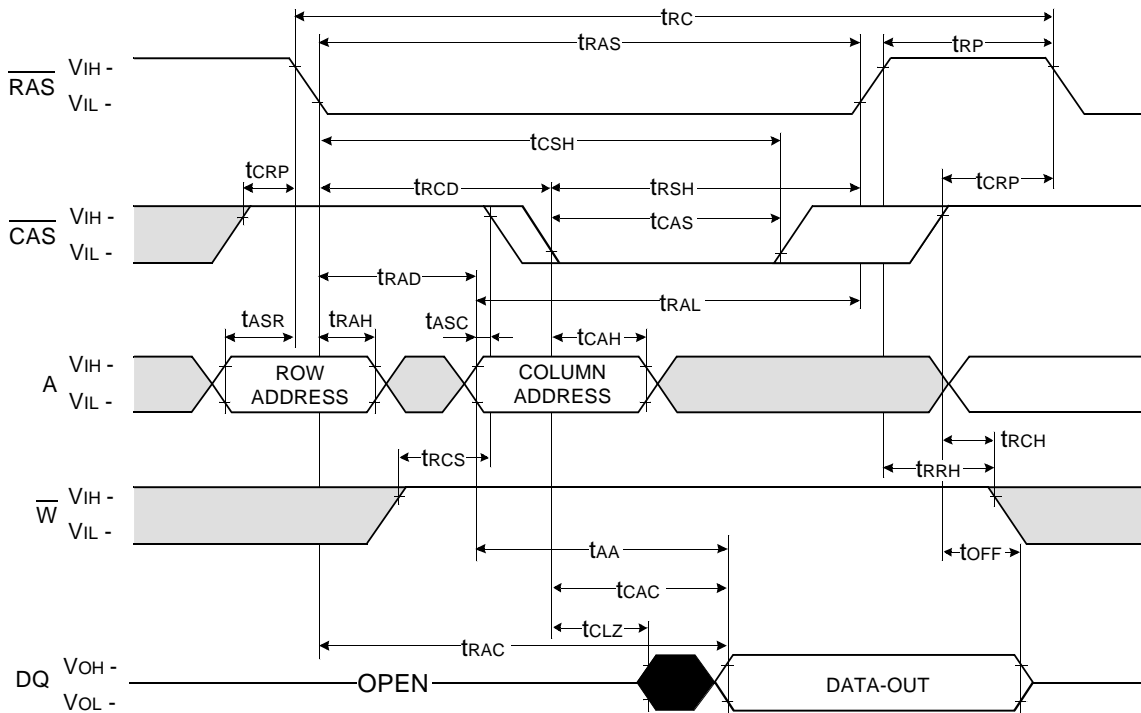 tRC
tRAS
tRP
RAS
VIH -
VIL -
tCSH
tCRP
tRCD
tRSH
tCRP
CAS
VIH -
VIL -
tCAS
tRAD
tRAL
tASR
tRAH
tASC
tCAH
A
VIH -
VIL -
ROW
ADDRESS
COLUMN
ADDRESS
tRCH
tRCS
tRRH
W
VIH -
VIL -
tAA
tOFF
tCAC
tCLZ
tRAC
DQ
VOH -
VOL -
OPEN
DATA-OUT